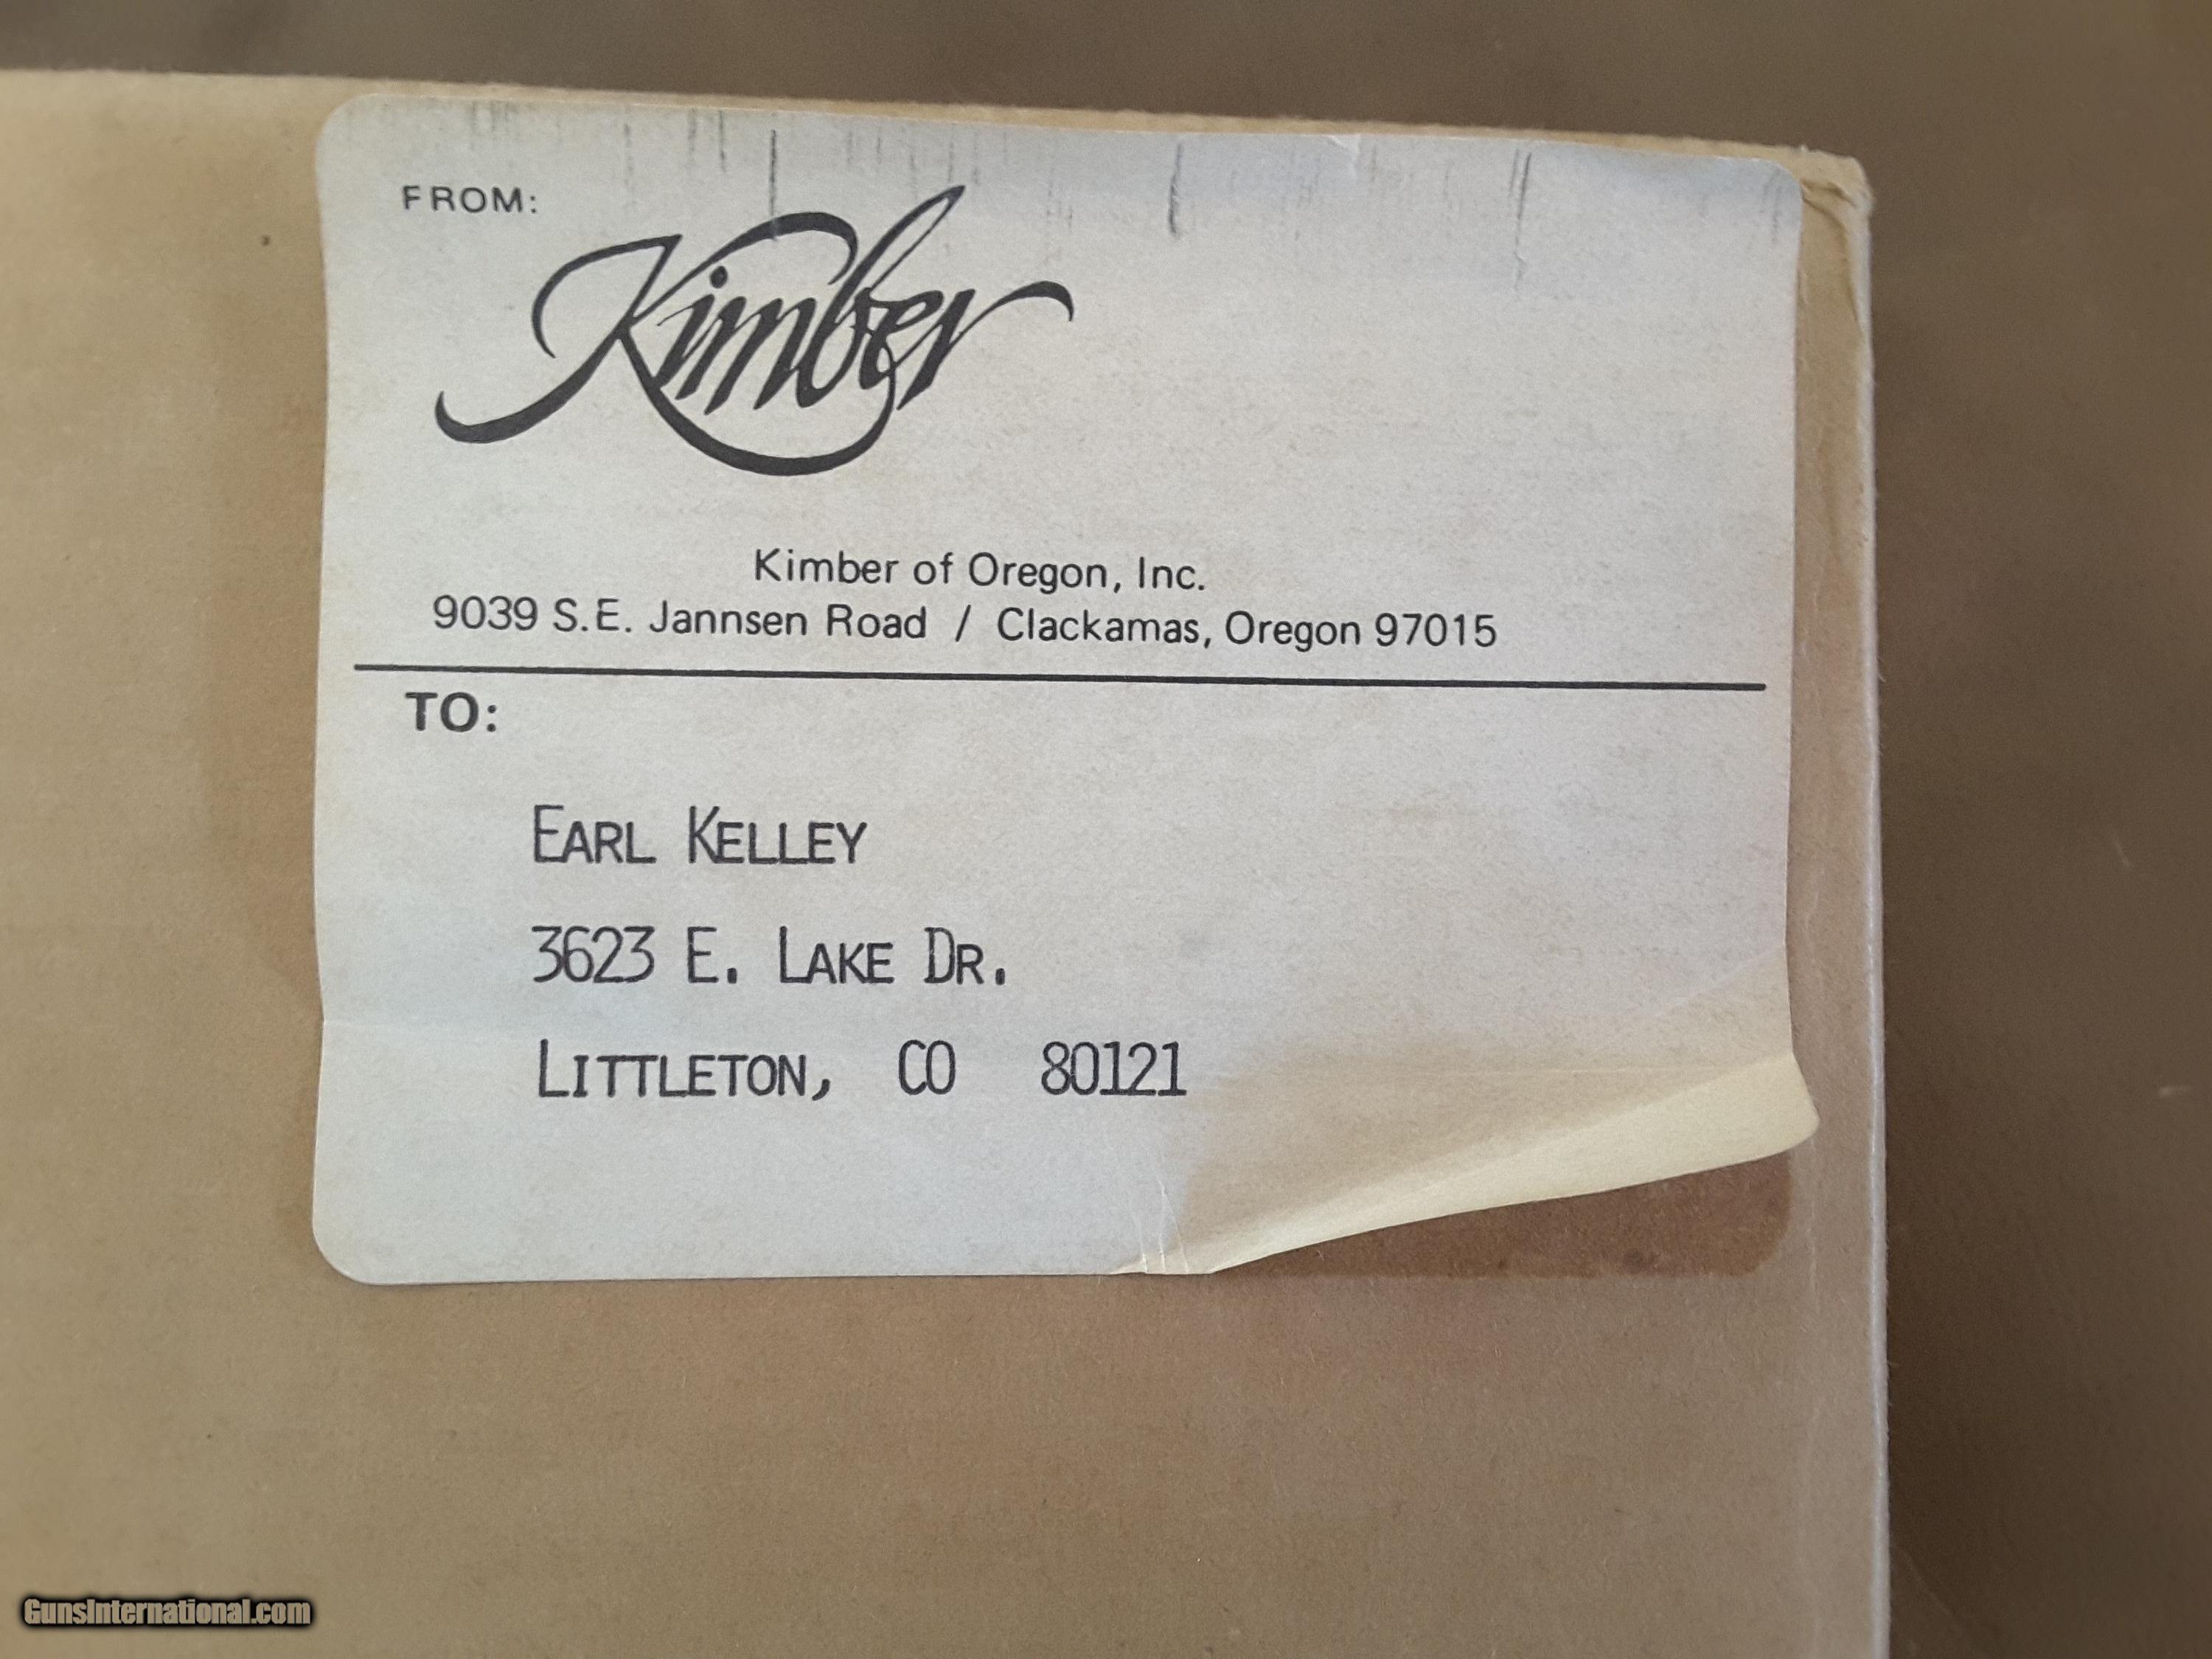 FROM:
Kimber
Kimber of Oregon, Inc.
9039 S.E. Jannsen Road / Clackamas, Oregon 97015
TO:
EARL KELLEY
3623 E. LAKE DR.
LITTLETON, CO 80121
GunsInternational.com